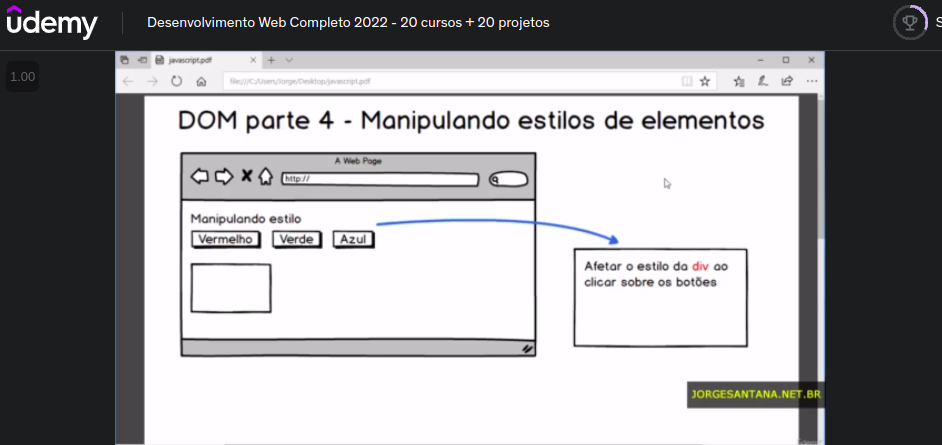 udemy
Desenvolvimento Web Completo 2022 - 20 cursos + 20 projetos
S
1.00
javascript.pdf
file:///C:/Users/Jorge/Desktop/javascript.pdf
DOM parte 4 - Manipulando estilos de elementos
A Web Page
http://
Manipulando estilo
Vermelho
Verde
Azul
Afetar o estilo da div ao
clicar sobre os botões
JORGESANTANA.NET.BR